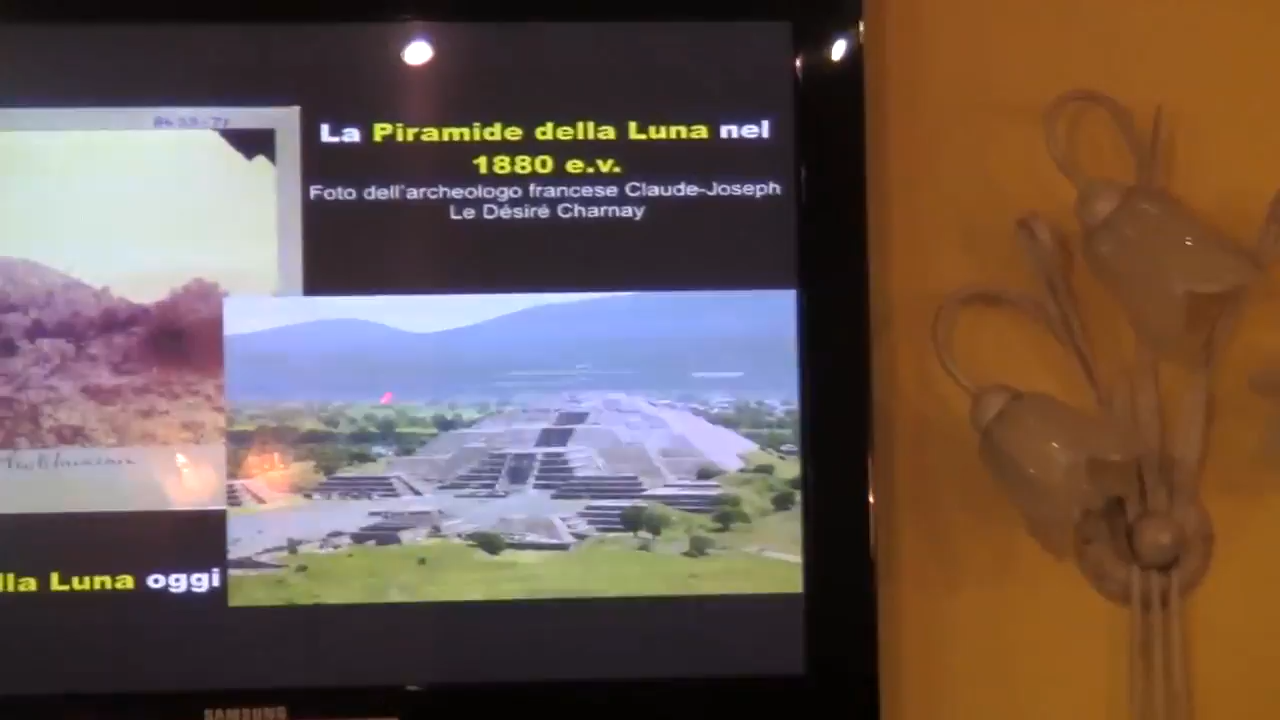 La Piramide della Luna nel
1880 e.v.
Foto dell'archeologo francese Claude-Joseph
Le Désiré Charnay
lla Luna oggi
SAMSUNG